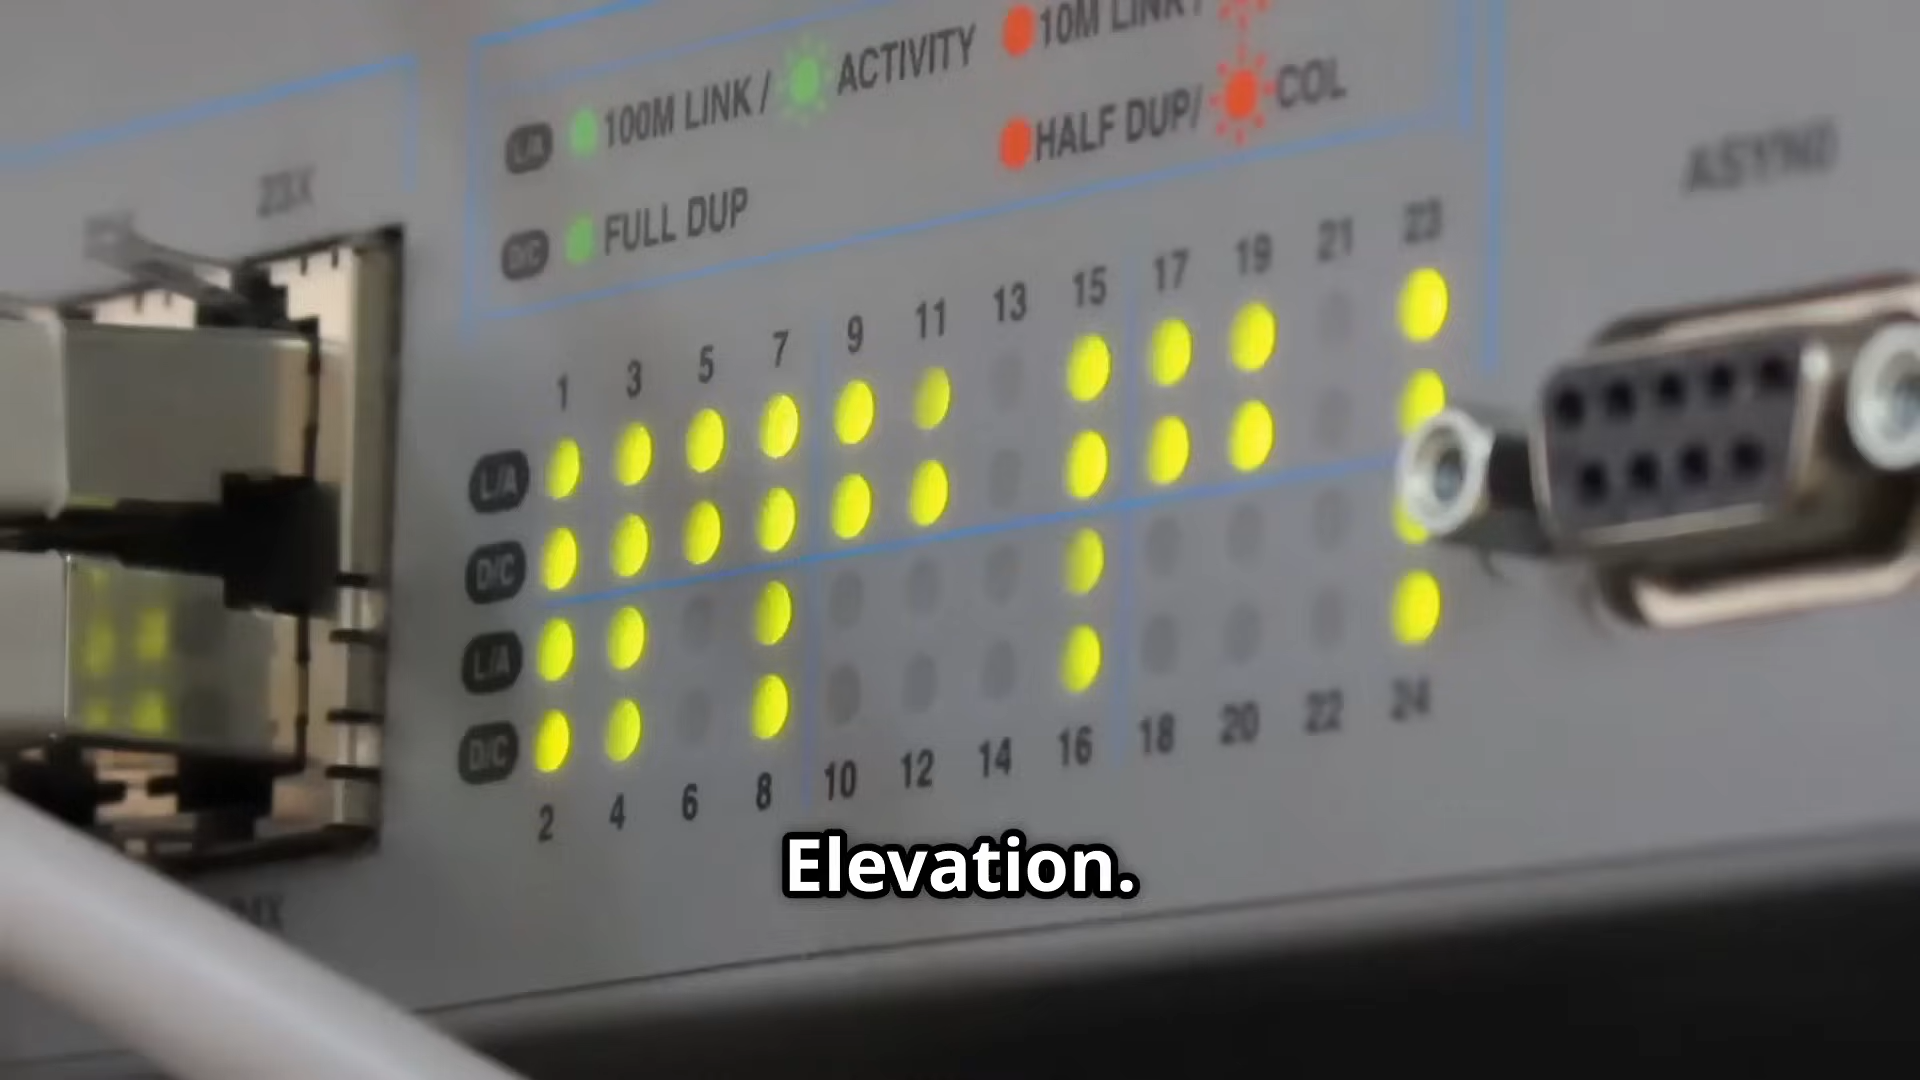 10M LINK/
L/A 100M LINK / ACTIVITY
HALF DUP/ COL
D/C FULL DUP
23X
ASYNC
1 3 5 7 9 11 13 15 17 19 21 23
L/A
D/C
L/A
D/C
2 4 6 8 10 12 14 16 18 20 22 24
Elevation.